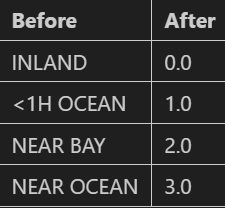 Before After
INLAND 0.0
<1H OCEAN 1.0
NEAR BAY 2.0
NEAR OCEAN 3.0